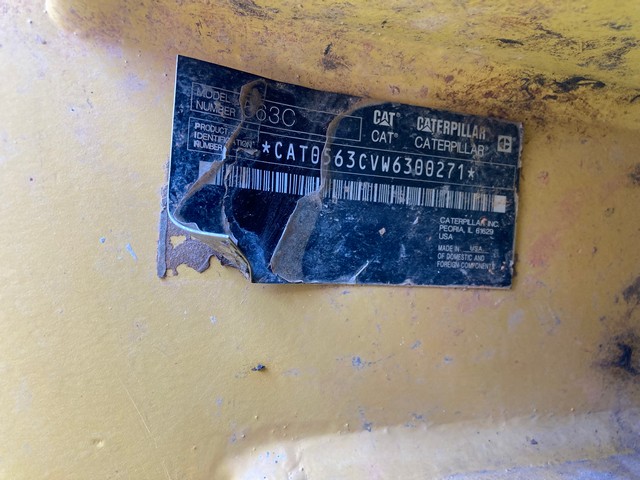 MODEL
NUMBER
563C
CAT® CATERPILLAR
CAT® CATERPILLAR®
PRODUCT
IDENTIFICATION
NUMBER
*CAT0563CVW6300271*
CATERPILLAR INC.
PEORIA, IL 61629
USA
MADE IN USA
OF DOMESTIC AND
FOREIGN COMPONENTS